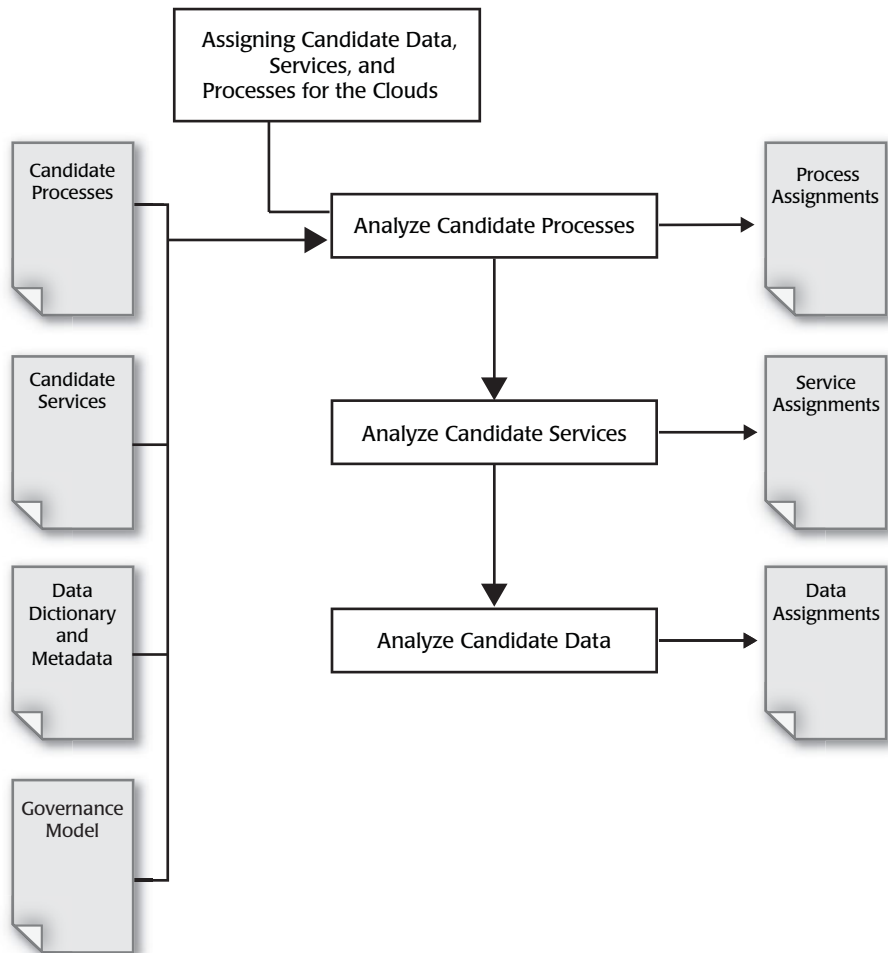 Assigning Candidate Data,
Services, and
Processes for the Clouds
Candidate
Processes
Analyze Candidate Processes
Process
Assignments
Candidate
Services
Analyze Candidate Services
Service
Assignments
Data
Dictionary
and
Metadata
Analyze Candidate Data
Data
Assignments
Governance
Model